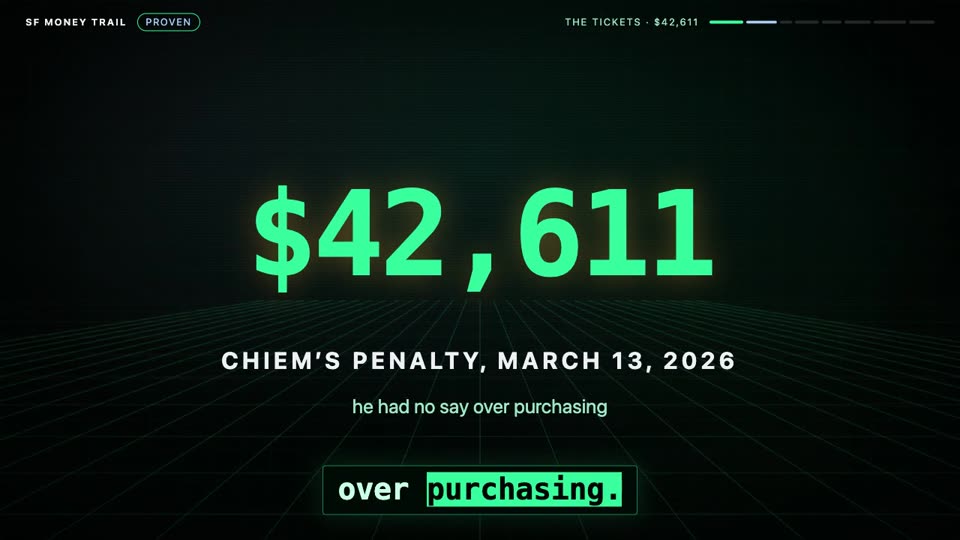 SF MONEY TRAIL PROVEN THE TICKETS · $42,611
$42,611
CHIEM’S PENALTY, MARCH 13, 2026
he had no say over purchasing
over purchasing.